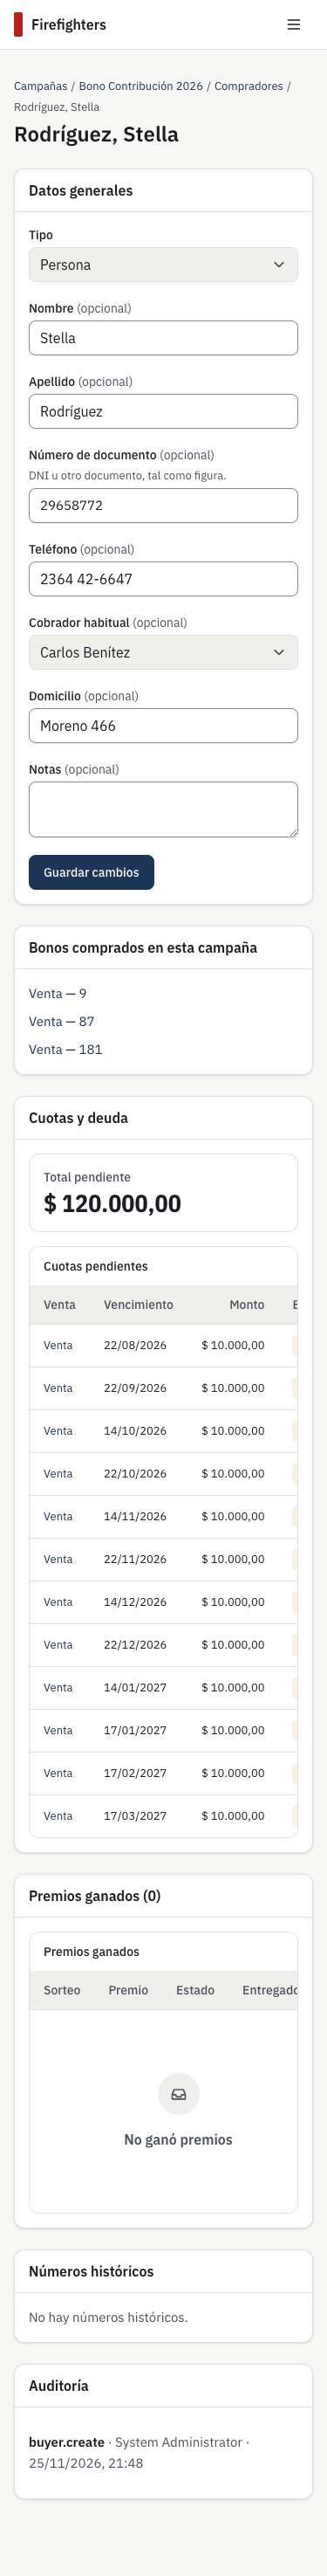 Firefighters
Campañas / Bono Contribución 2026 / Compradores /
Rodríguez, Stella
Rodríguez, Stella
Datos generales
Tipo
Persona
Nombre (opcional)
Stella
Apellido (opcional)
Rodríguez
Número de documento (opcional)
DNI u otro documento, tal como figura.
29658772
Teléfono (opcional)
2364 42-6647
Cobrador habitual (opcional)
Carlos Benítez
Domicilio (opcional)
Moreno 466
Notas (opcional)
Guardar cambios
Bonos comprados en esta campaña
Venta — 9
Venta — 87
Venta — 181
Cuotas y deuda
Total pendiente
$ 120.000,00
Cuotas pendientes
Venta Vencimiento Monto
Venta 22/08/2026 $ 10.000,00
Venta 22/09/2026 $ 10.000,00
Venta 14/10/2026 $ 10.000,00
Venta 22/10/2026 $ 10.000,00
Venta 14/11/2026 $ 10.000,00
Venta 22/11/2026 $ 10.000,00
Venta 14/12/2026 $ 10.000,00
Venta 22/12/2026 $ 10.000,00
Venta 14/01/2027 $ 10.000,00
Venta 17/01/2027 $ 10.000,00
Venta 17/02/2027 $ 10.000,00
Venta 17/03/2027 $ 10.000,00
Premios ganados (0)
Premios ganados
Sorteo Premio Estado Entregado
No ganó premios
Números históricos
No hay números históricos.
Auditoría
buyer.create · System Administrator ·
25/11/2026, 21:48